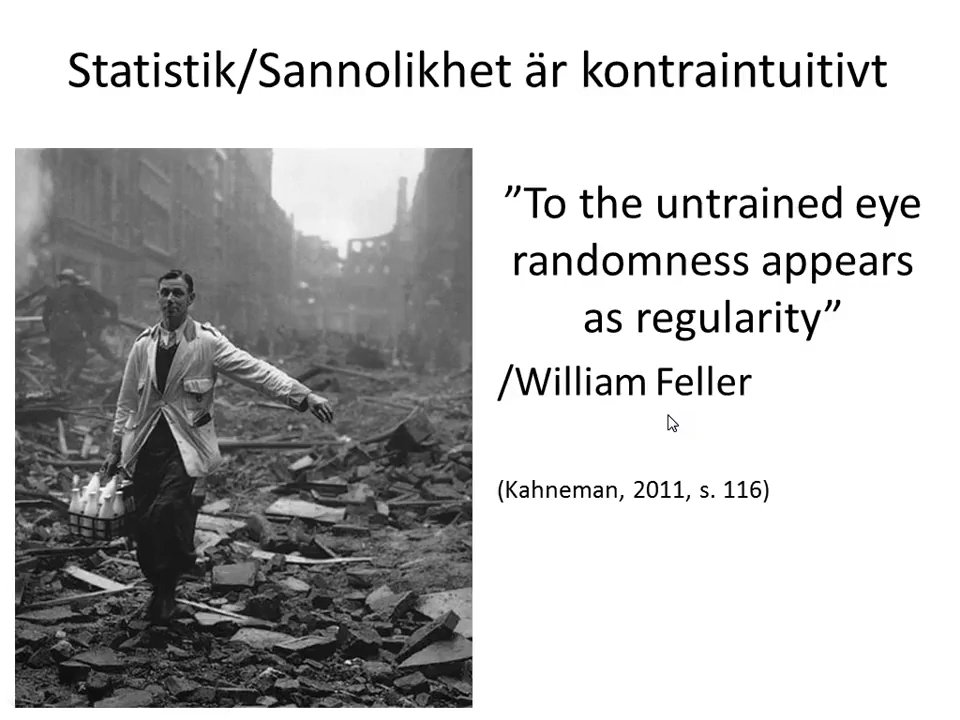 Statistik/Sannolikhet är kontraintuitivt
”To the untrained eye
randomness appears
as regularity”
/William Feller
(Kahneman, 2011, s. 116)